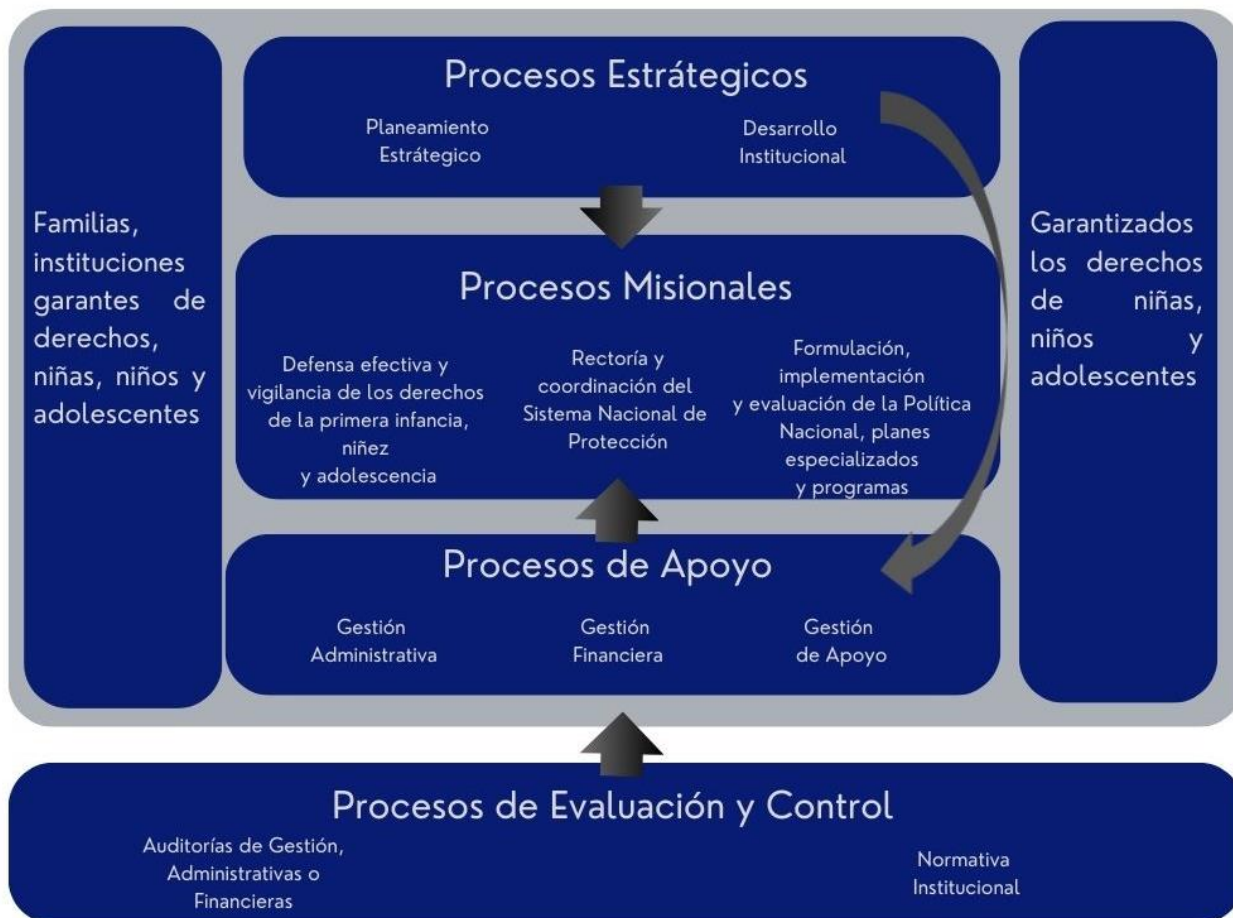 Procesos Estrátegicos
Planeamiento
Estrátegico
Desarrollo
Institucional
Familias,
instituciones
garantes de
derechos,
niñas, niños y
adolescentes
Procesos Misionales
Defensa efectiva y
vigilancia de los derechos
de la primera infancia,
niñez
y adolescencia
Rectoría y
coordinación del
Sistema Nacional de
Protección
Formulación,
implementación
y evaluación de la Política
Nacional, planes
especializados
y programas
Garantizados
los derechos
de niñas,
niños y
adolescentes
Procesos de Apoyo
Gestión
Administrativa
Gestión
Financiera
Gestión
de Apoyo
Procesos de Evaluación y Control
Auditorías de Gestión,
Administrativas o
Financieras
Normativa
Institucional